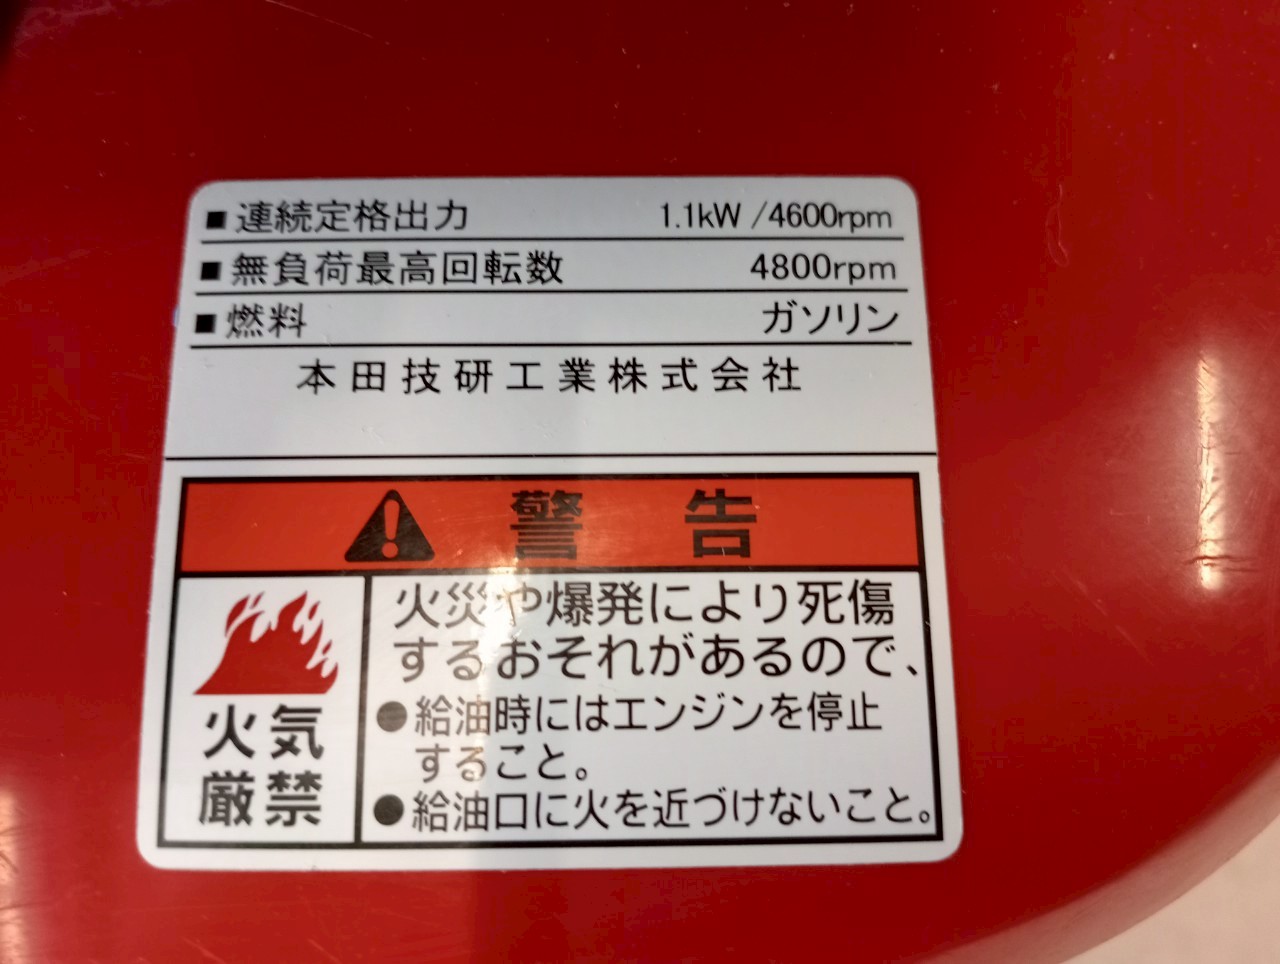 ■ 連続定格出力 1.1kW /4600rpm
■ 無負荷最高回転数 4800rpm
■ 燃料 ガソリン
本田技研工業株式会社
警告
火災や爆発により死傷
するおそれがあるので、
●給油時にはエンジンを停止
すること。
●給油口に火を近づけないこと。
火気
厳禁